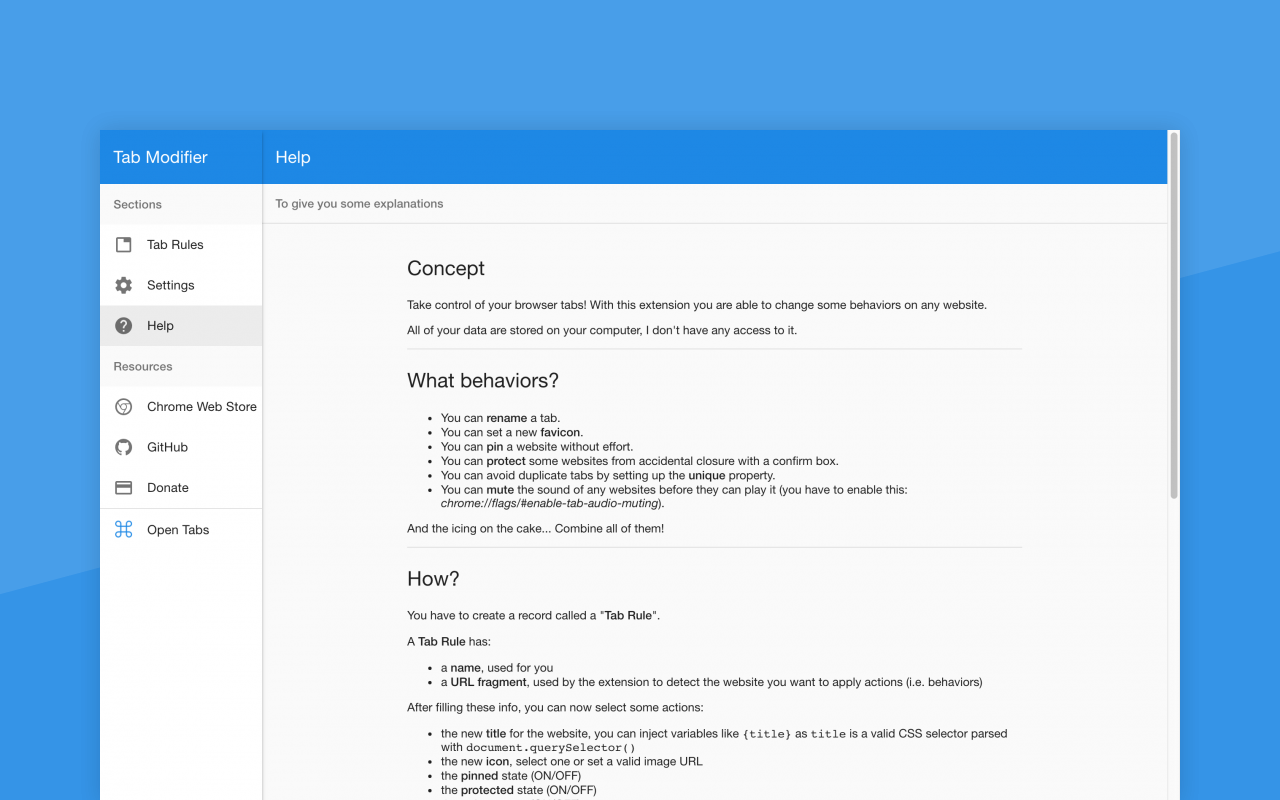 Tab Modifier
Help
Sections
To give you some explanations
Tab Rules
Settings
Help
Resources
Chrome Web Store
GitHub
Donate
Open Tabs
Concept
Take control of your browser tabs! With this extension you are able to change some behaviors on any website.
All of your data are stored on your computer, I don't have any access to it.
What behaviors?
• You can rename a tab.
• You can set a new favicon.
• You can pin a website without effort.
• You can protect some websites from accidental closure with a confirm box.
• You can avoid duplicate tabs by setting up the unique property.
• You can mute the sound of any websites before they can play it (you have to enable this:
chrome://flags/#enable-tab-audio-muting).
And the icing on the cake... Combine all of them!
How?
You have to create a record called a "Tab Rule".
A Tab Rule has:
• a name, used for you
• a URL fragment, used by the extension to detect the website you want to apply actions (i.e. behaviors)
After filling these info, you can now select some actions:
• the new title for the website, you can inject variables like {title} as title is a valid CSS selector parsed
with document.querySelector()
• the new icon, select one or set a valid image URL
• the pinned state (ON/OFF)
• the protected state (ON/OFF)